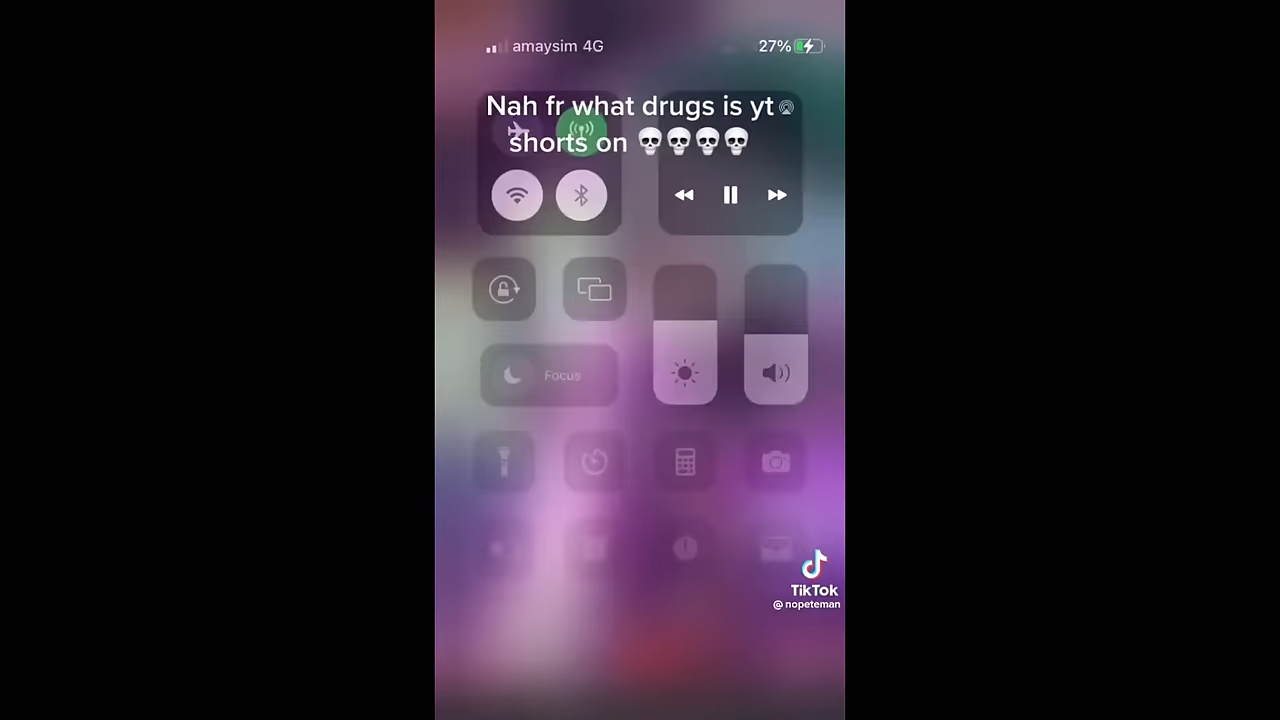 amaysim 4G
27%
Nah fr what drugs is yt
shorts on 💀💀💀💀
Focus
TikTok
@ nopeteman